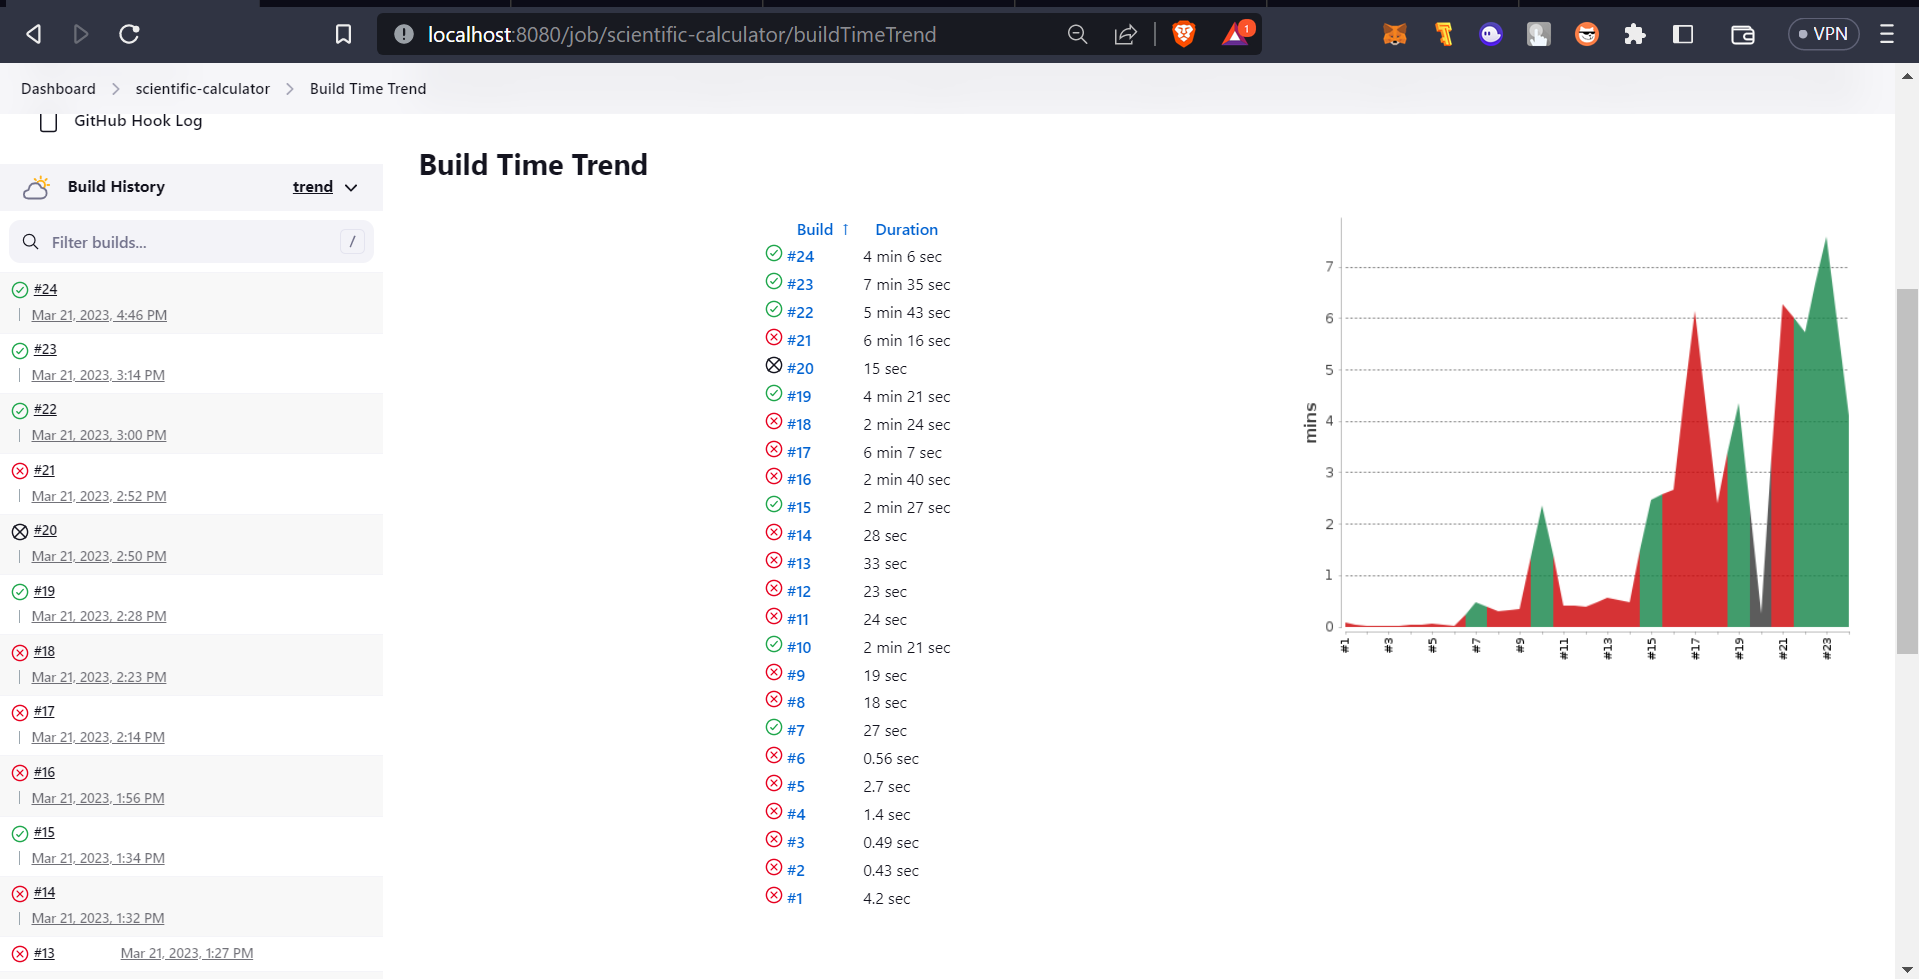 localhost:8080/job/scientific-calculator/buildTimeTrend
1
VPN
Dashboard scientific-calculator Build Time Trend
GitHub Hook Log
Build History trend
Filter builds... /
#24
Mar 21, 2023, 4:46 PM
#23
Mar 21, 2023, 3:14 PM
#22
Mar 21, 2023, 3:00 PM
#21
Mar 21, 2023, 2:52 PM
#20
Mar 21, 2023, 2:50 PM
#19
Mar 21, 2023, 2:28 PM
#18
Mar 21, 2023, 2:23 PM
#17
Mar 21, 2023, 2:14 PM
#16
Mar 21, 2023, 1:56 PM
#15
Mar 21, 2023, 1:34 PM
#14
Mar 21, 2023, 1:32 PM
#13 Mar 21, 2023, 1:27 PM
Build Time Trend
Build ↑ Duration
#24 4 min 6 sec
#23 7 min 35 sec
#22 5 min 43 sec
#21 6 min 16 sec
#20 15 sec
#19 4 min 21 sec
#18 2 min 24 sec
#17 6 min 7 sec
#16 2 min 40 sec
#15 2 min 27 sec
#14 28 sec
#13 33 sec
#12 23 sec
#11 24 sec
#10 2 min 21 sec
#9 19 sec
#8 18 sec
#7 27 sec
#6 0.56 sec
#5 2.7 sec
#4 1.4 sec
#3 0.49 sec
#2 0.43 sec
#1 4.2 sec
mins
7
6
5
4
3
2
1
0
#1 #3 #5 #7 #9 #11 #13 #15 #17 #19 #21 #23